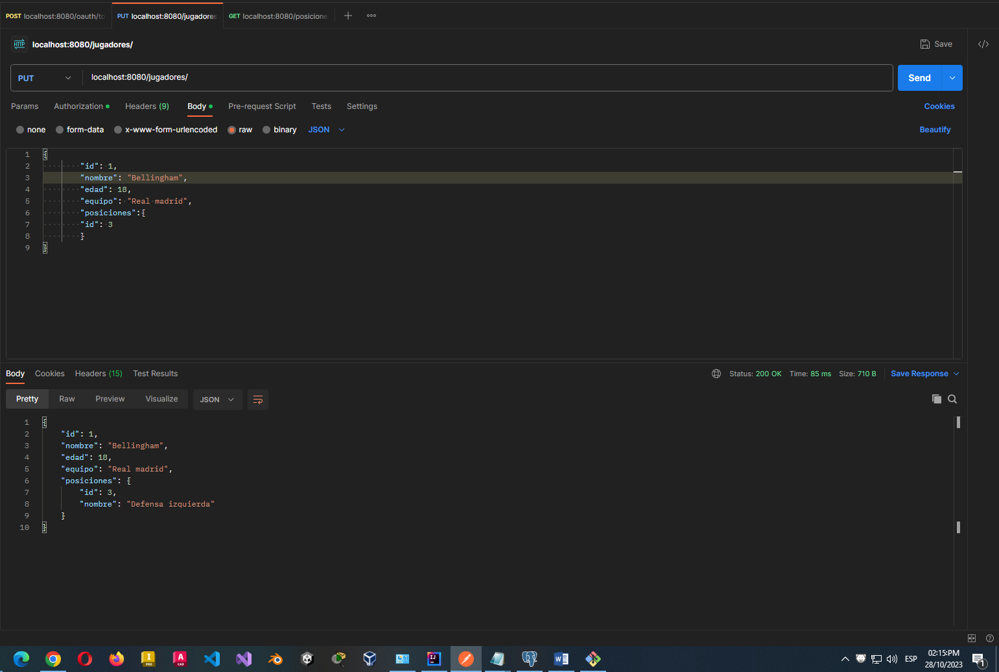 POST localhost:8080/oauth/to
PUT localhost:8080/jugadores
GET localhost:8080/posicione
HTTP localhost:8080/jugadores/
Save
PUT localhost:8080/jugadores/
Send
Params Authorization Headers (9) Body Pre-request Script Tests Settings
Cookies
none form-data x-www-form-urlencoded raw binary JSON
Beautify
1 {
2 "id": 1,
3 "nombre": "Bellingham",
4 "edad": 18,
5 "equipo": "Real madrid",
6 "posiciones":{
7 "id": 3
8 }
9 }
Body Cookies Headers (15) Test Results
Status: 200 OK Time: 85 ms Size: 710 B Save Response
Pretty Raw Preview Visualize JSON
1 {
2 "id": 1,
3 "nombre": "Bellingham",
4 "edad": 18,
5 "equipo": "Real madrid",
6 "posiciones": {
7 "id": 3,
8 "nombre": "Defensa izquierda"
9 }
10 }
I PRO
A CAD
IJ
W
ESP
02:15:PM
28/10/2023
1